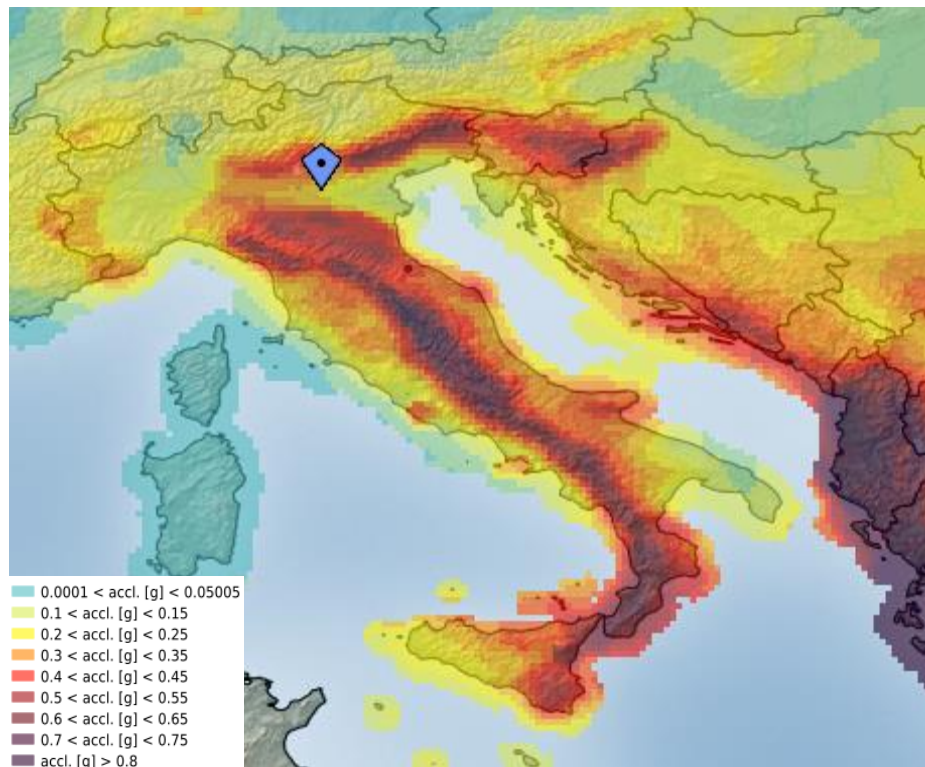 0.0001 < accl. [g] < 0.05005
0.1 < accl. [g] < 0.15
0.2 < accl. [g] < 0.25
0.3 < accl. [g] < 0.35
0.4 < accl. [g] < 0.45
0.5 < accl. [g] < 0.55
0.6 < accl. [g] < 0.65
0.7 < accl. [g] < 0.75
accl. [g] > 0.8